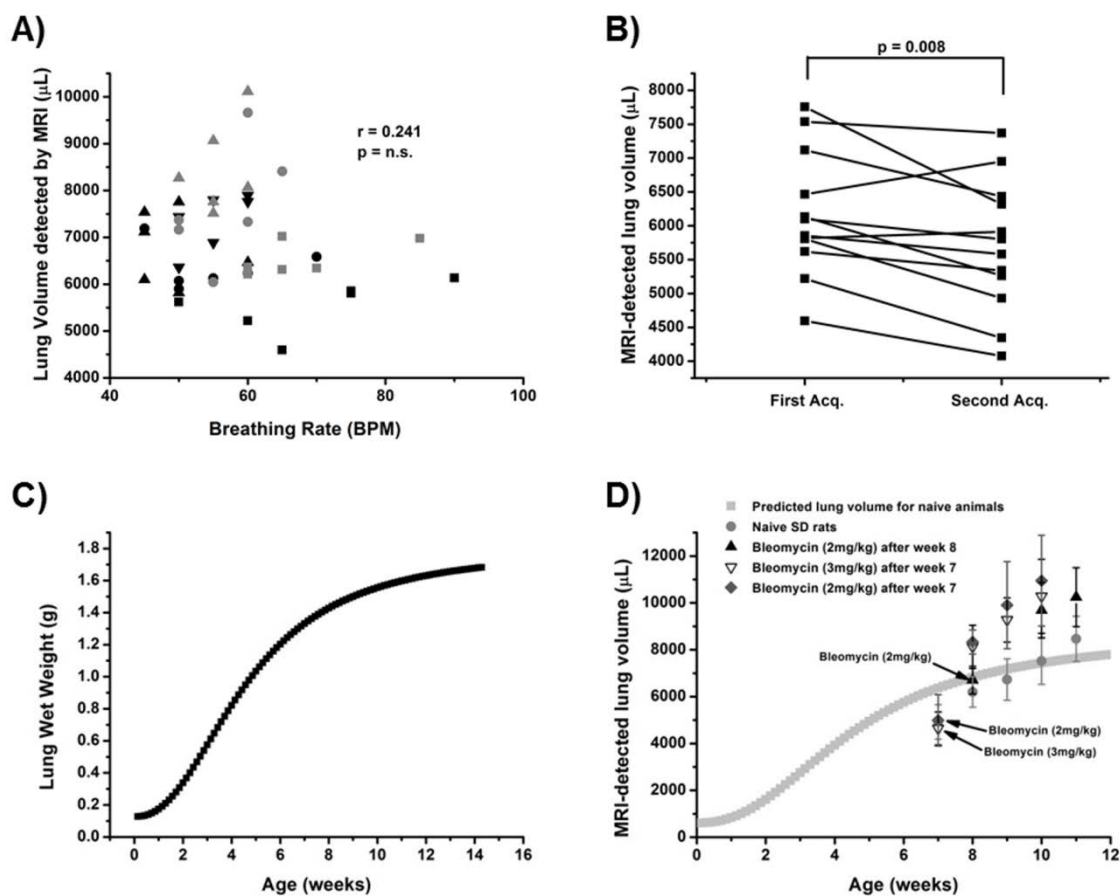 A)
Lung Volume detected by MRI (µL)
10000
9000
8000
7000
6000
5000
4000
r = 0.241
p = n.s.
40 60 80 100
Breathing Rate (BPM)
B)
p = 0.008
MRI-detected lung volume (µL)
8000
7500
7000
6500
6000
5500
5000
4500
4000
First Acq. Second Acq.
C)
Lung Wet Weight (g)
1.8
1.6
1.4
1.2
1.0
0.8
0.6
0.4
0.2
0.0
0 2 4 6 8 10 12 14 16
Age (weeks)
D)
Predicted lung volume for naive animals
Naive SD rats
Bleomycin (2mg/kg) after week 8
Bleomycin (3mg/kg) after week 7
Bleomycin (2mg/kg) after week 7
MRI-detected lung volume (µL)
12000
10000
8000
6000
4000
2000
0
Bleomycin (2mg/kg)
Bleomycin (2mg/kg)
Bleomycin (3mg/kg)
0 2 4 6 8 10 12
Age (weeks)